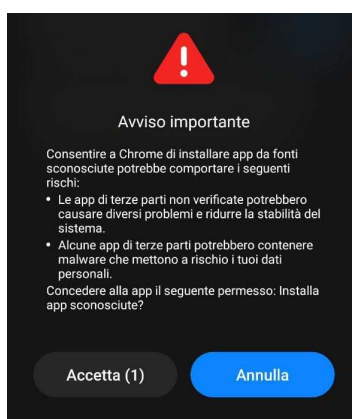 Avviso importante
Consentire a Chrome di installare app da fonti
sconosciute potrebbe comportare i seguenti
rischi:
• Le app di terze parti non verificate potrebbero
causare diversi problemi e ridurre la stabilità del
sistema.
• Alcune app di terze parti potrebbero contenere
malware che mettono a rischio i tuoi dati
personali.
Concedere alla app il seguente permesso: Installa
app sconosciute?
Accetta (1)
Annulla